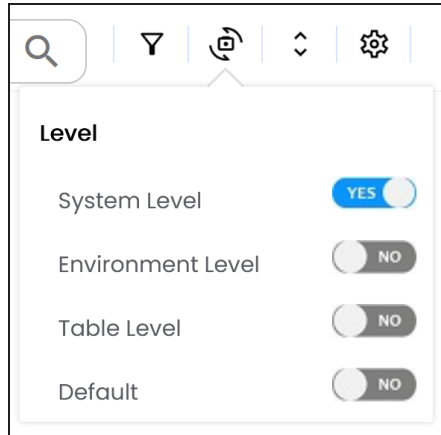 Level
System Level YES
Environment Level NO
Table Level NO
Default NO